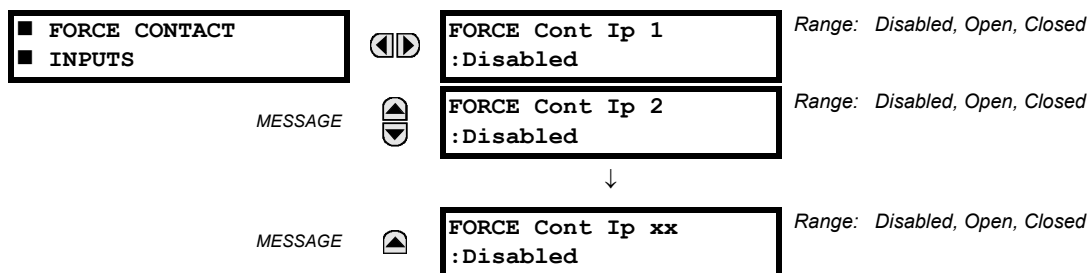 ■ FORCE CONTACT
■ INPUTS
FORCE Cont Ip 1
:Disabled
Range: Disabled, Open, Closed
MESSAGE
FORCE Cont Ip 2
:Disabled
Range: Disabled, Open, Closed
↓
MESSAGE
FORCE Cont Ip xx
:Disabled
Range: Disabled, Open, Closed